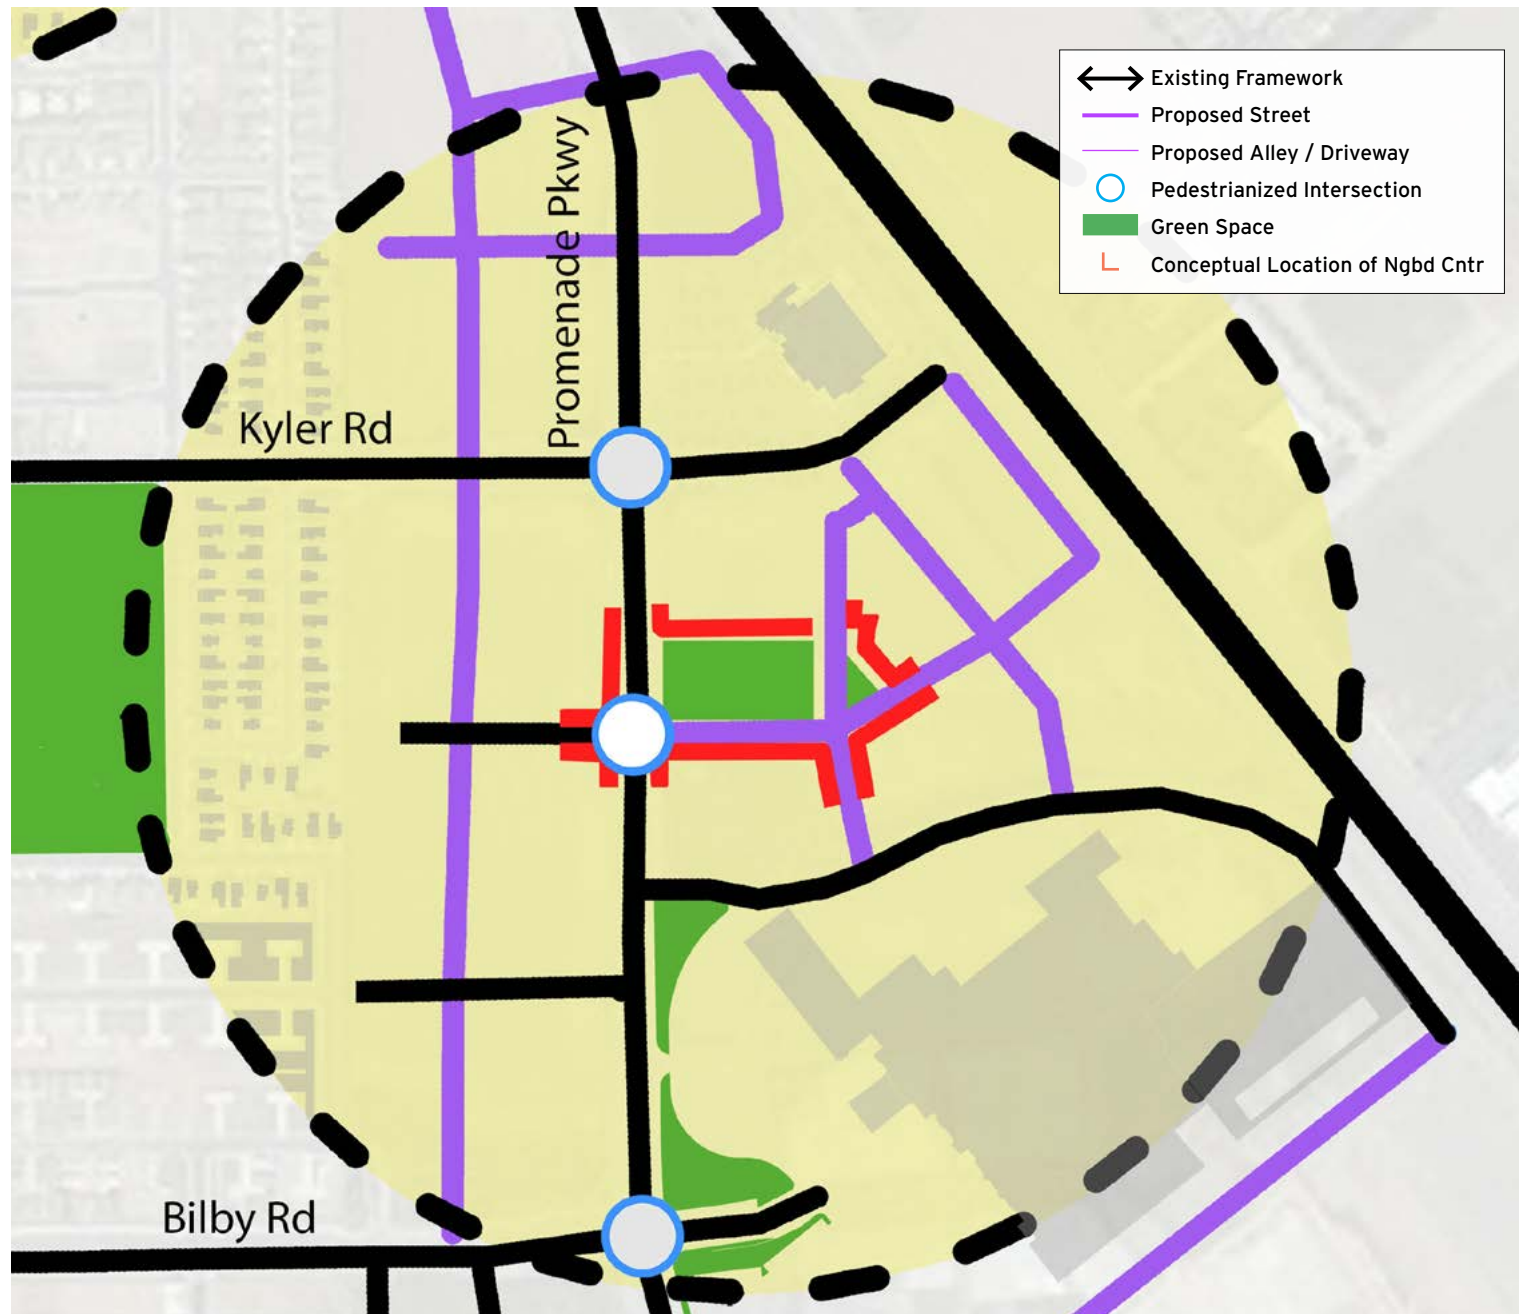 Existing Framework
Proposed Street
Proposed Alley / Driveway
Pedestrianized Intersection
Green Space
Conceptual Location of Ngbd Cntr
Promenade Pkwy
Kyler Rd
Bilby Rd